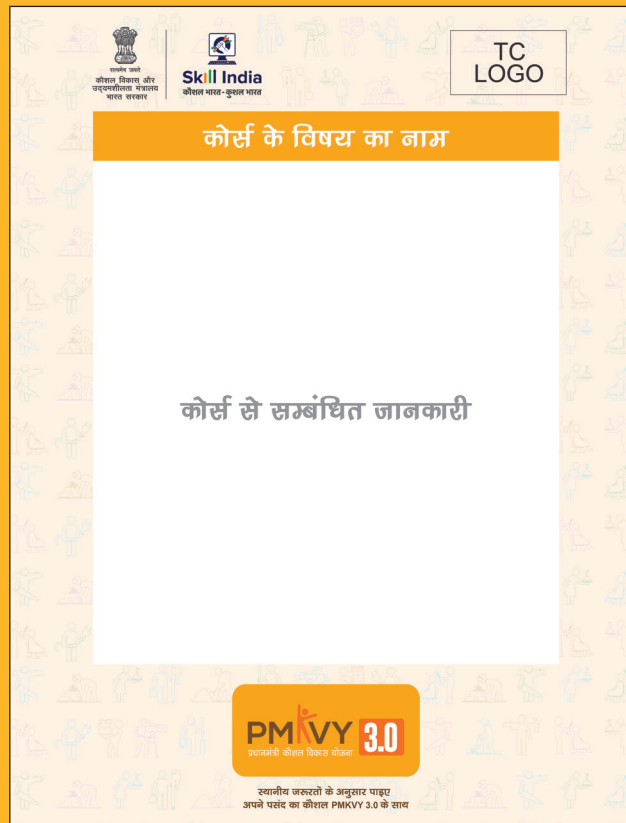 सत्यमेव जयते
कौशल विकास और
उद्यमशीलता मंत्रालय
भारत सरकार
Skill India
कौशल भारत-कुशल भारत
TC
LOGO
कोर्स के विषय का नाम
कोर्स से सम्बंधित जानकारी
PMKVY 3.0
प्रधानमंत्री कौशल विकास योजना
स्थानीय जरूरतों के अनुसार पाइए
अपने पसंद का कौशल PMKVY 3.0 के साथ